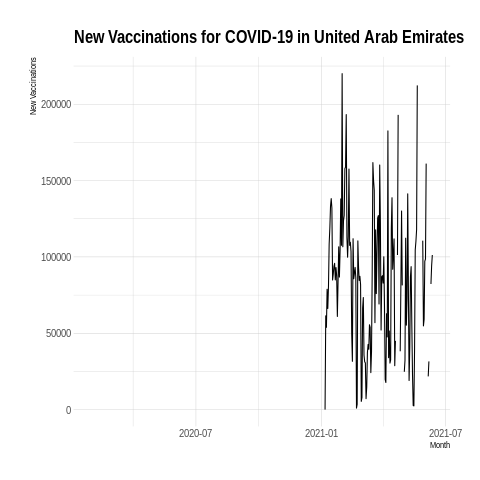 New Vaccinations for COVID-19 in United Arab Emirates
New Vaccinations
200000
150000
100000
50000
0
2020-07
2021-01
2021-07
Month